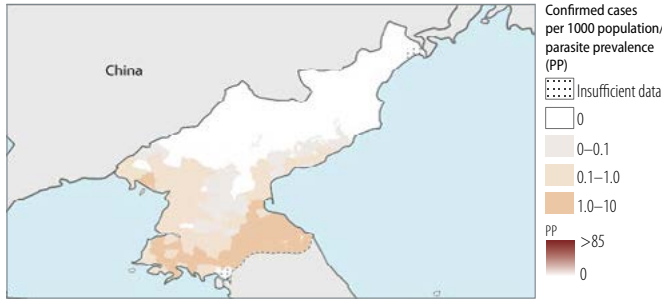 China
Confirmed cases
per 1000 population/
parasite prevalence
(PP)
Insufficient data
0
0–0.1
0.1–1.0
1.0–10
PP
>85
0